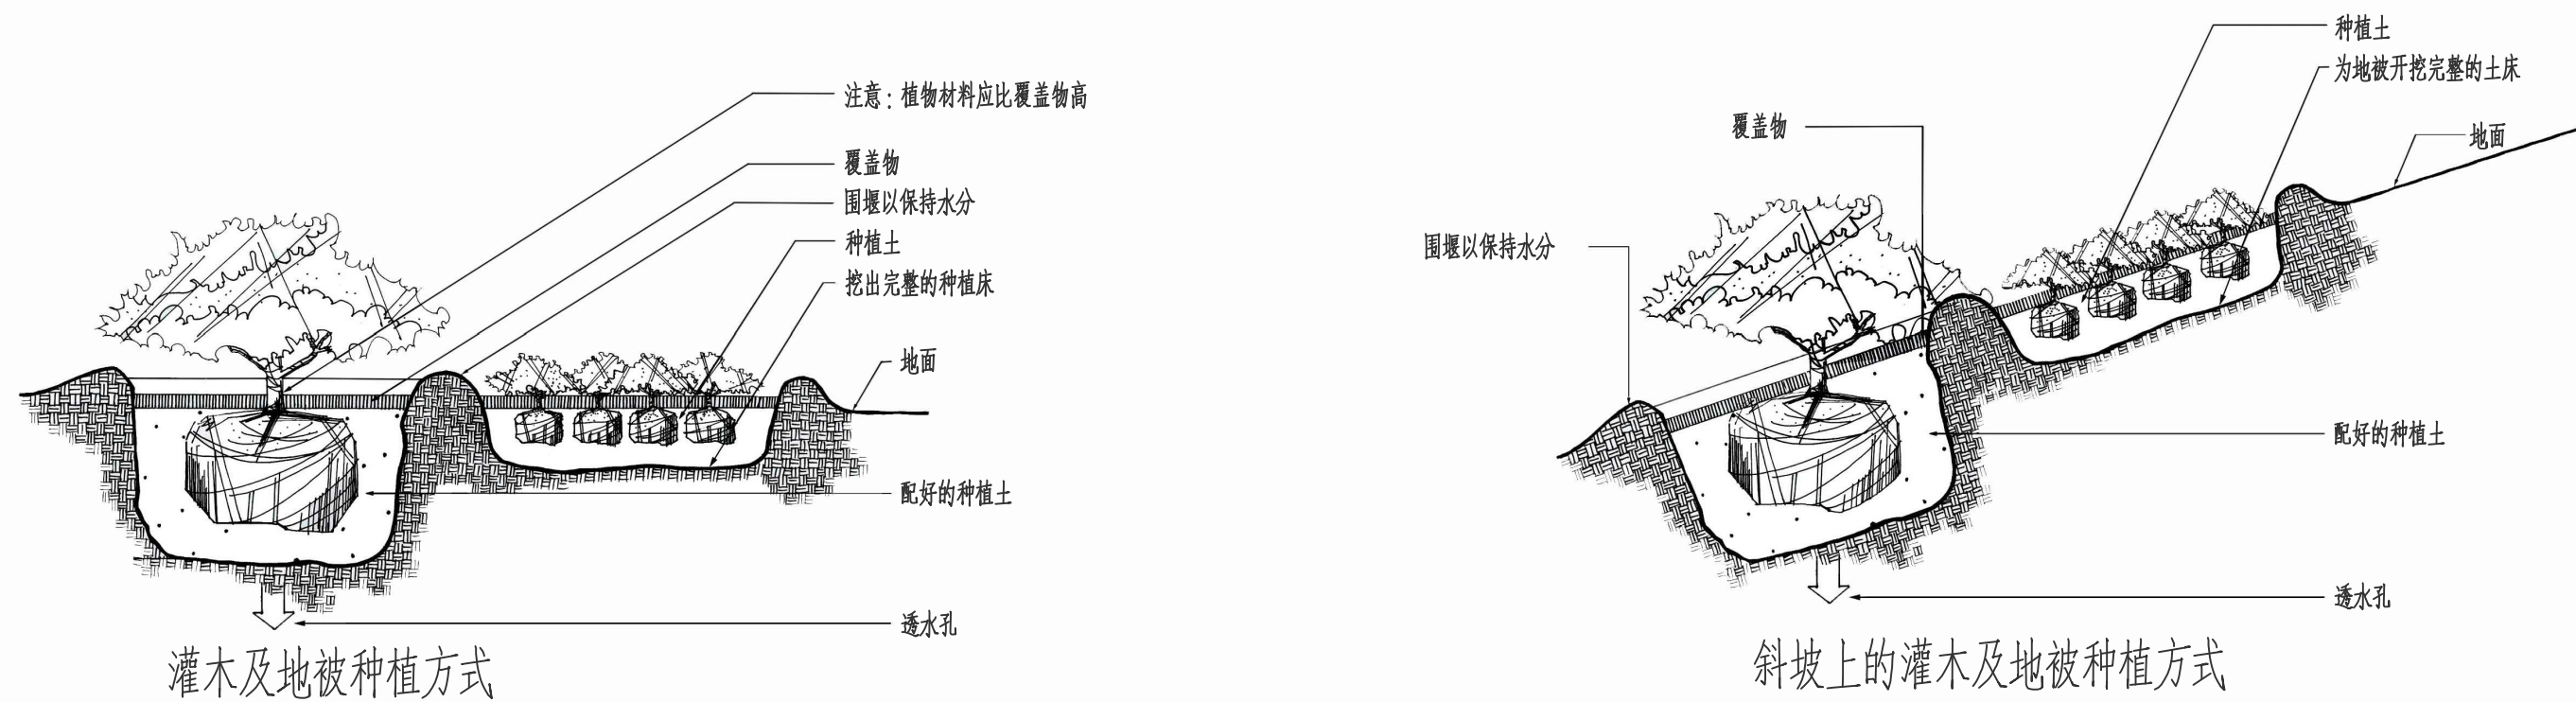 注意：植物材料应比覆盖物高
覆盖物
围堰以保持水分
种植土
挖出完整的种植床
地面
配好的种植土
透水孔
灌木及地被种植方式
种植土
为地被开挖完整的土床
覆盖物
地面
围堰以保持水分
配好的种植土
透水孔
斜坡上的灌木及地被种植方式